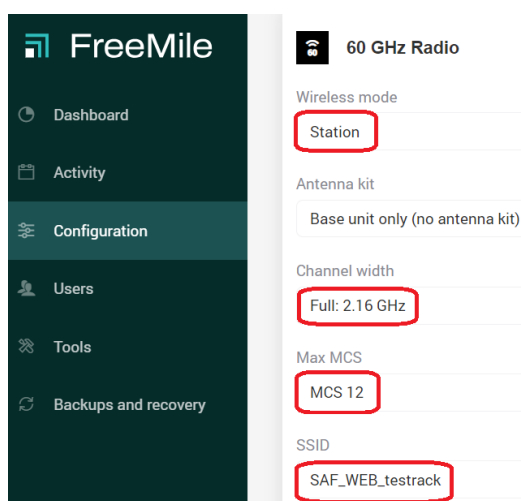 FreeMile
Dashboard
Activity
Configuration
Users
Tools
Backups and recovery
60
60 GHz Radio
Wireless mode
Station
Antenna kit
Base unit only (no antenna kit)
Channel width
Full: 2.16 GHz
Max MCS
MCS 12
SSID
SAF_WEB_testrack